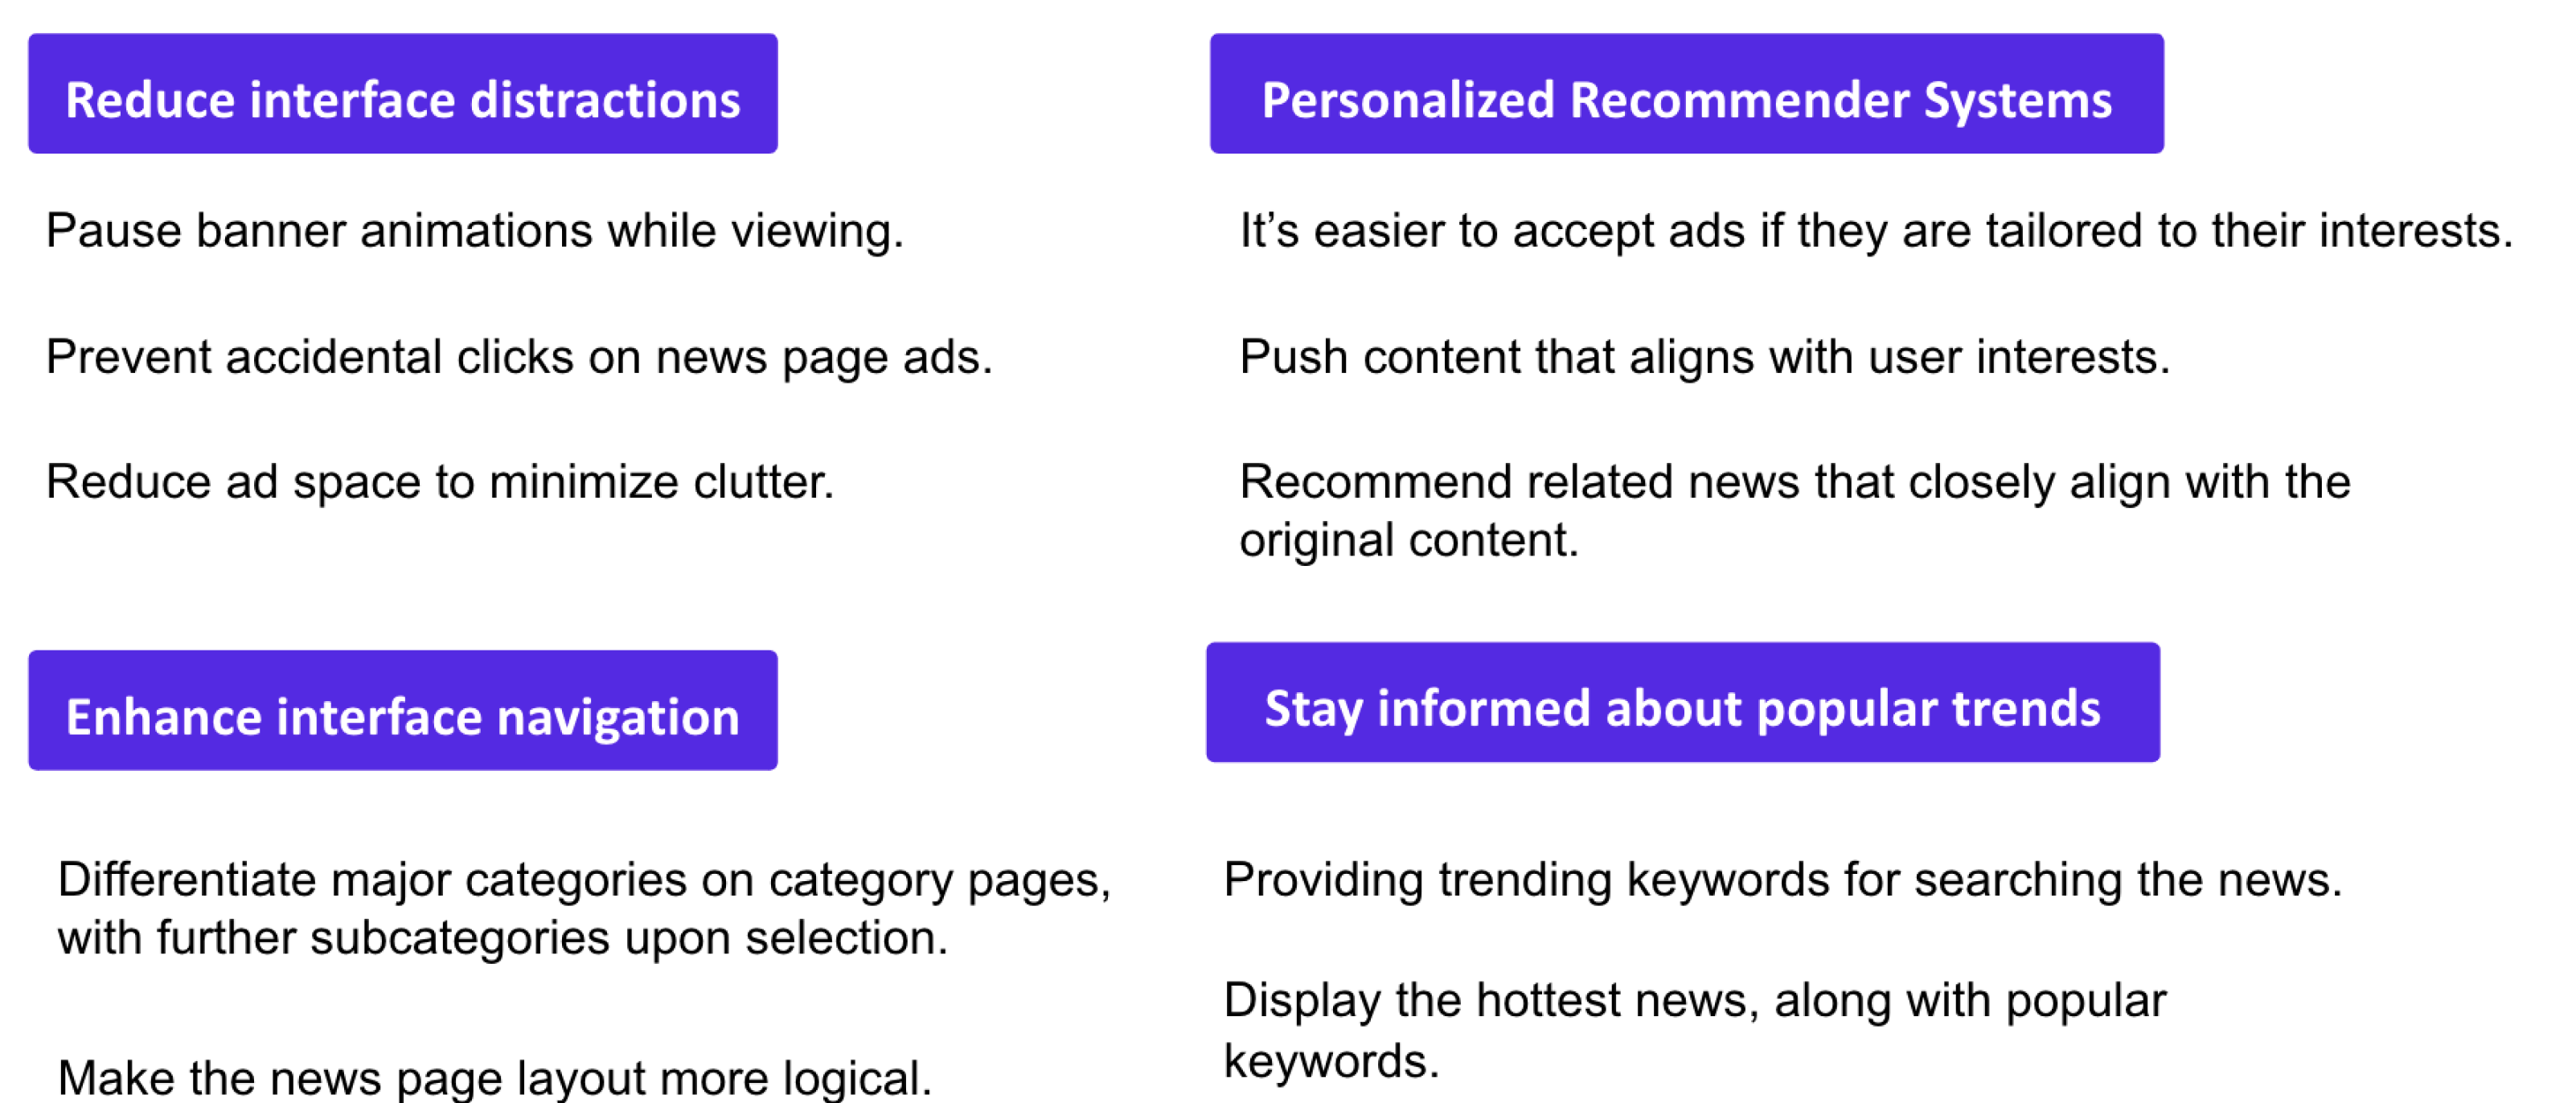 Reduce interface distractions
Pause banner animations while viewing.
Prevent accidental clicks on news page ads.
Reduce ad space to minimize clutter.
Personalized Recommender Systems
It’s easier to accept ads if they are tailored to their interests.
Push content that aligns with user interests.
Recommend related news that closely align with the
original content.
Enhance interface navigation
Differentiate major categories on category pages,
with further subcategories upon selection.
Make the news page layout more logical.
Stay informed about popular trends
Providing trending keywords for searching the news.
Display the hottest news, along with popular
keywords.